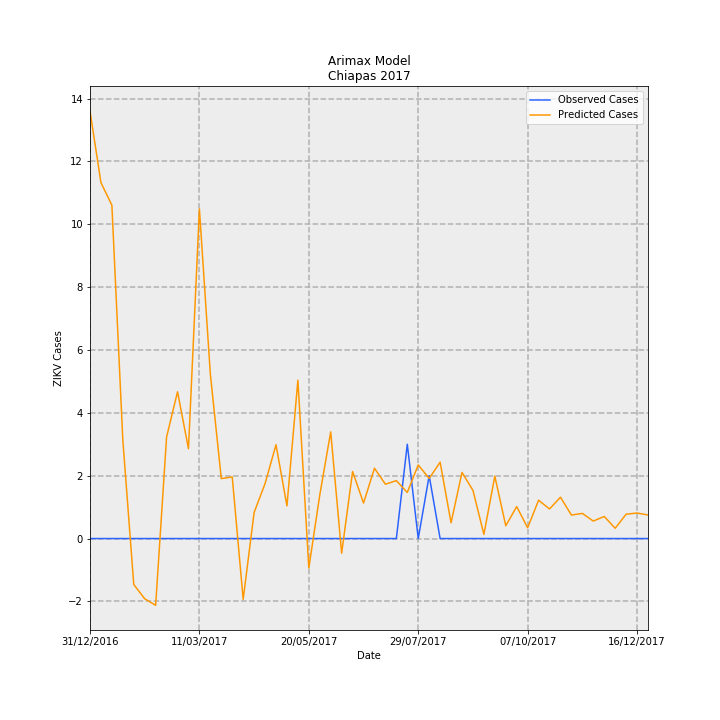 Arimax Model
Chiapas 2017
Observed Cases
Predicted Cases
14
12
10
8
6
4
2
0
−2
ZIKV Cases
31/12/2016 11/03/2017 20/05/2017 29/07/2017 07/10/2017 16/12/2017
Date